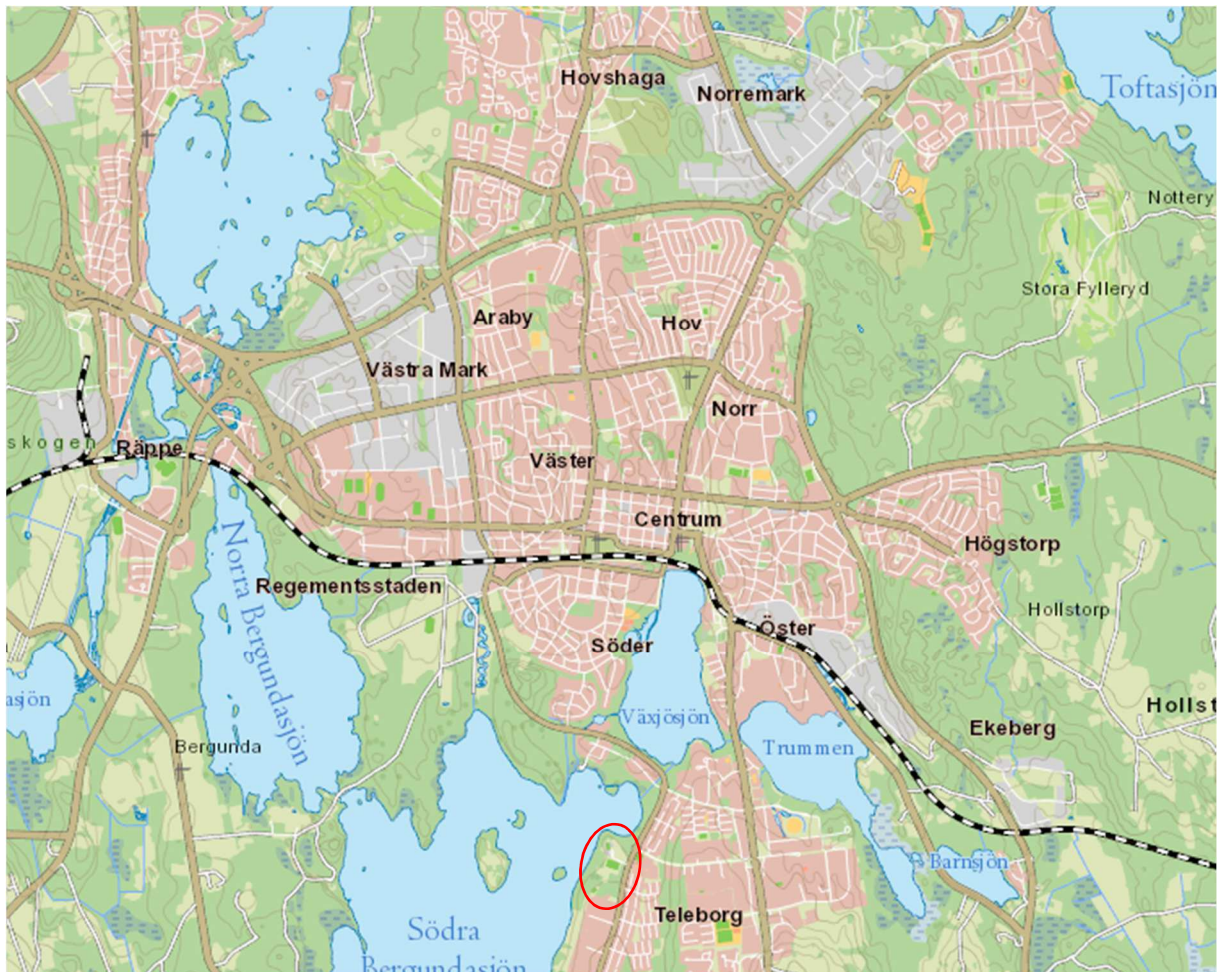 Hovshaga
Norremark
Toftasjön
Nottery
Stora Fylleryd
Araby
Hov
Västra Mark
Norr
skogen
Räppe
Väster
Centrum
Högstorp
Norra Bergundasjön
Regementsstaden
Hollstorp
Öster
Söder
asjön
Hollst
Växjösjön
Ekeberg
Bergunda
Trummen
Barnsjön
Teleborg
Södra
Bergundasjön